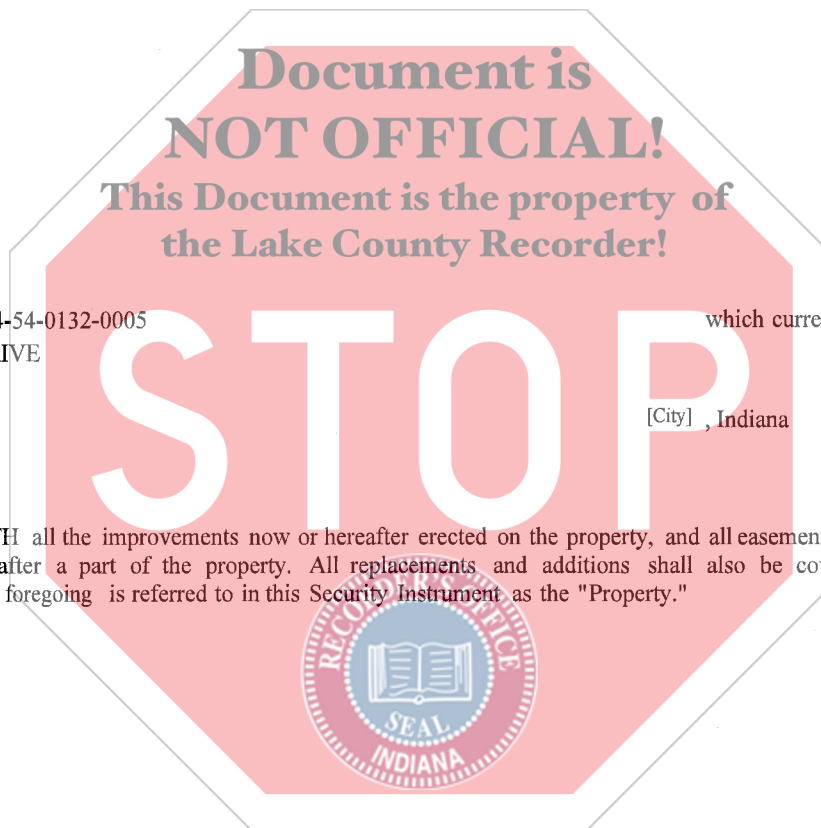 Document is
NOT OFFICIAL!
This Document is the property of
the Lake County Recorder!
-54-0132-0005 which curre
IVE
STOP
[City] , Indiana
TH all the improvements now or hereafter erected on the property, and all easemen
after a part of the property. All replacements and additions shall also be co
foregoing is referred to in this Security Instrument as the "Property."
RECORDER'S OFFICE
SEAL
INDIANA